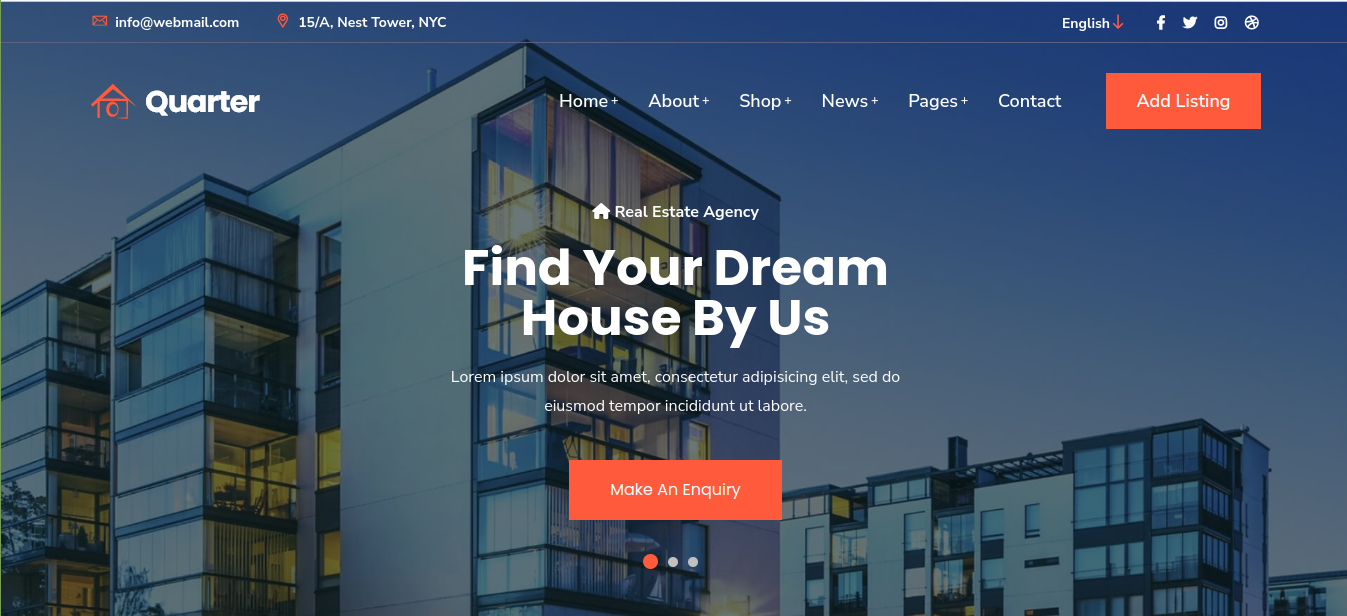 info@webmail.com
15/A, Nest Tower, NYC
English
Quarter
Home + About + Shop + News + Pages + Contact
Add Listing
Real Estate Agency
Find Your Dream
House By Us
Lorem ipsum dolor sit amet, consectetur adipisicing elit, sed do
eiusmod tempor incididunt ut labore.
Make An Enquiry